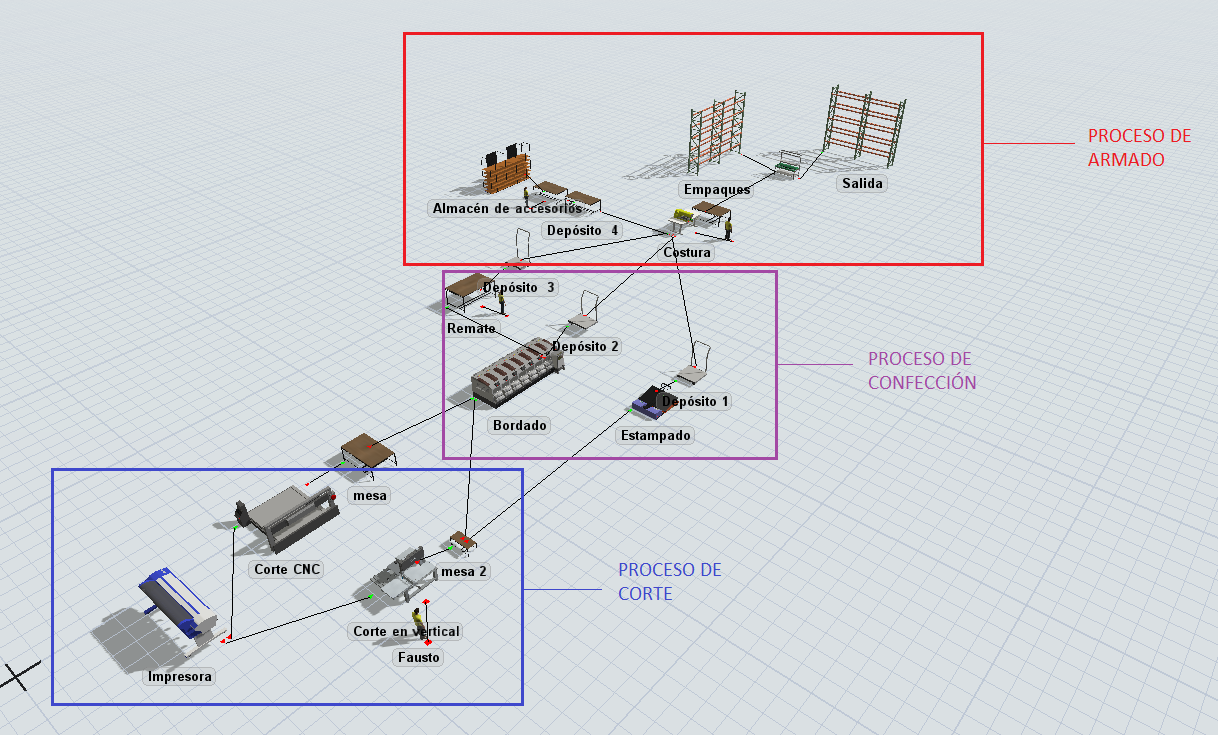 PROCESO DE
ARMADO
Empaques
Salida
Almacén de accesorios
Depósito 4
Costura
Depósito 3
Remate
Depósito 2
PROCESO DE
CONFECCIÓN
Depósito 1
Bordado
Estampado
mesa
Corte CNC
mesa 2
PROCESO DE
CORTE
Corte en vertical
Fausto
Impresora